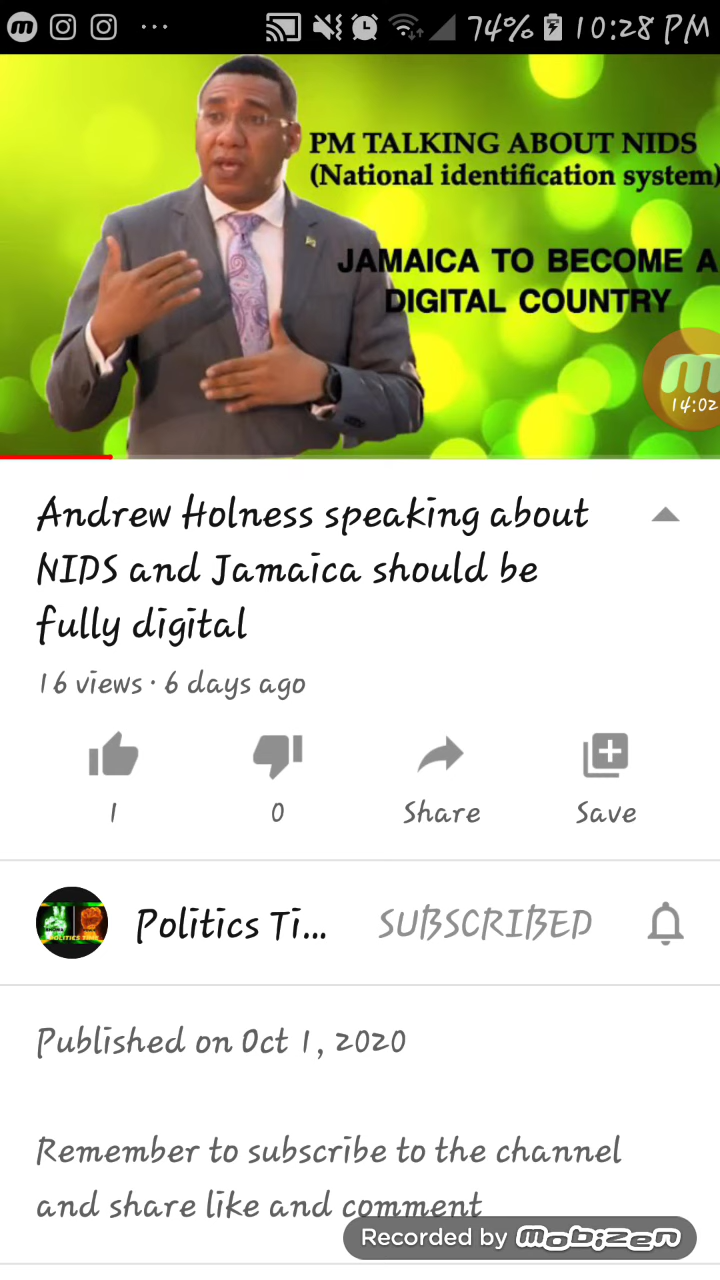 74% 10:28 PM
PM TALKING ABOUT NIDS
(National identification system)
JAMAICA TO BECOME A
DIGITAL COUNTRY
14:02
Andrew Holness speaking about
NIDS and Jamaica should be
fully digital
16 views · 6 days ago
1 0 Share Save
Politics Ti... SUBSCRIBED
Published on Oct 1, 2020
Remember to subscribe to the channel
and share like and comment
Recorded by mobizen